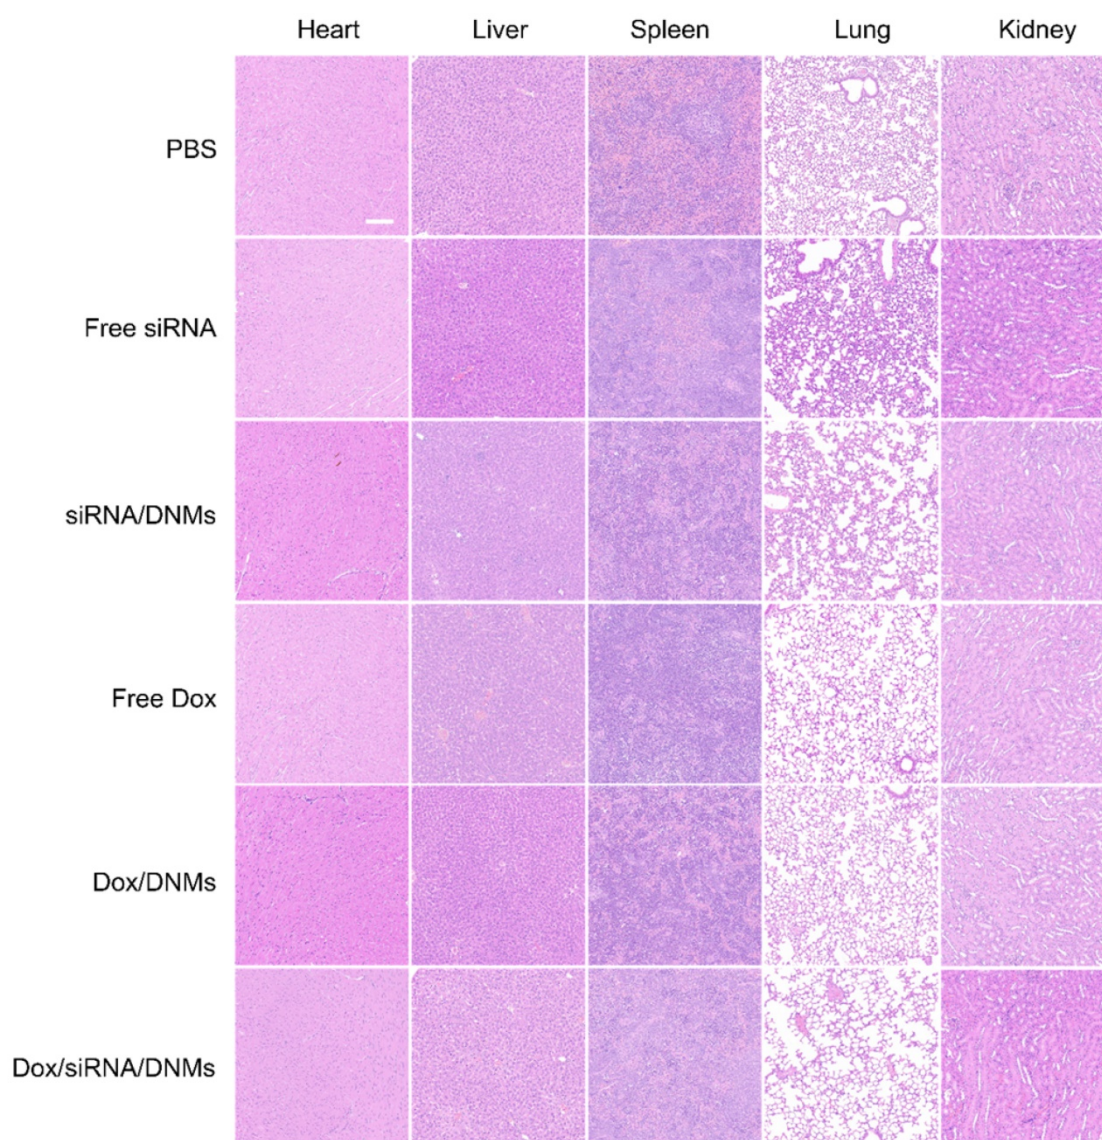 Heart Liver Spleen Lung Kidney
PBS
Free siRNA
siRNA/DNMs
Free Dox
Dox/DNMs
Dox/siRNA/DNMs